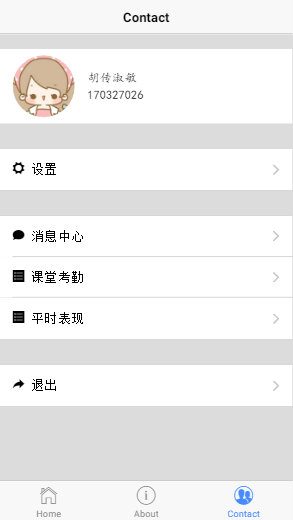 Contact
胡传淑敏
170327026
设置
消息中心
课堂考勤
平时表现
退出
Home
About
Contact